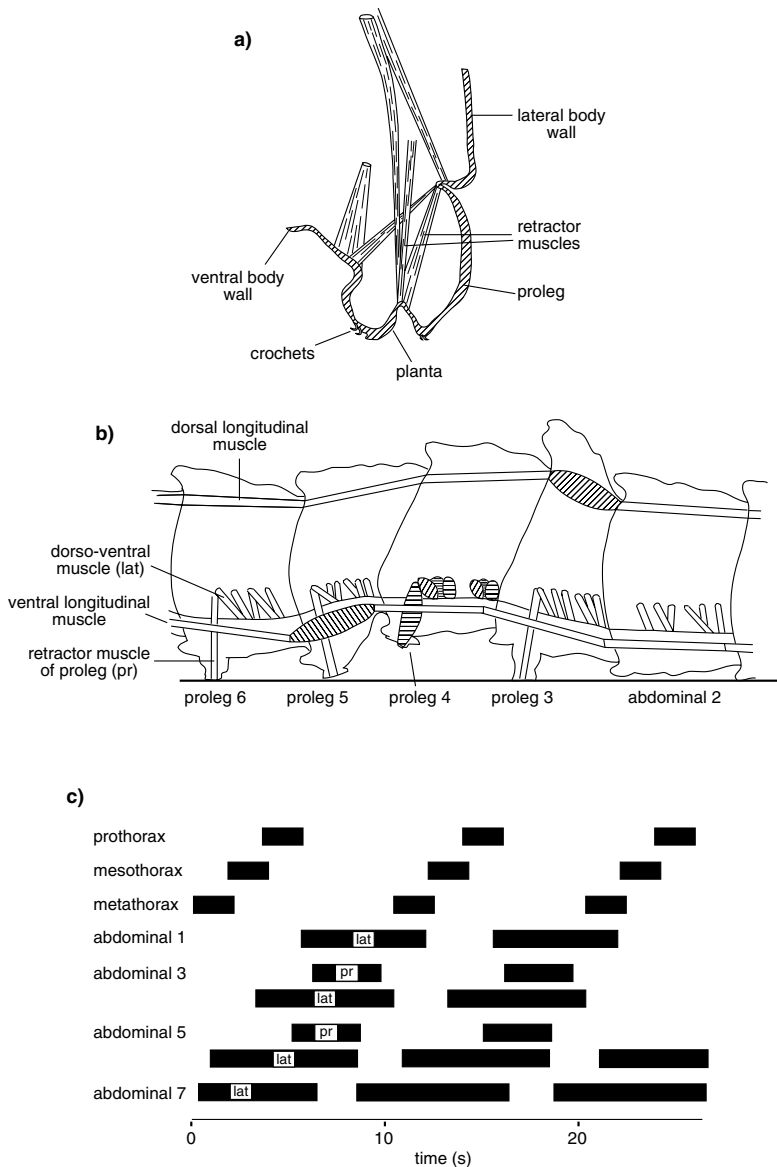 a)
lateral body
wall
retractor
muscles
ventral body
wall
proleg
crochets
planta
b)
dorsal longitudinal
muscle
dorso-ventral
muscle (lat)
ventral longitudinal
muscle
retractor muscle
of proleg (pr)
proleg 6 proleg 5 proleg 4 proleg 3 abdominal 2
c)
prothorax
mesothorax
metathorax
abdominal 1 lat
abdominal 3 pr
lat
abdominal 5 pr
lat
abdominal 7 lat
0 10 20
time (s)